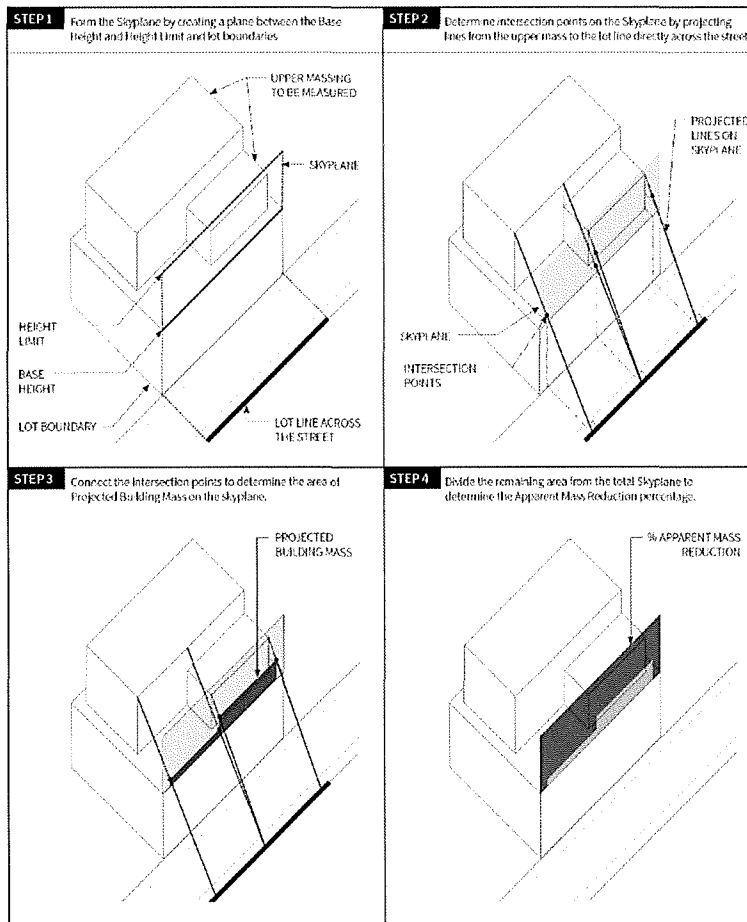 STEP 1 Form the Skyplane by creating a plane between the Base
Height and Height Limit and lot boundaries
UPPER MASSING
TO BE MEASURED
SKYPLANE
HEIGHT
LIMIT
BASE
HEIGHT
LOT BOUNDARY
LOT LINE ACROSS
THE STREET
STEP 2 Determine intersection points on the Skyplane by projecting
lines from the upper mass to the lot line directly across the street
PROJECTED
LINES ON
SKYPLANE
SKYPLANE
INTERSECTION
POINTS
STEP 3 Connect the intersection points to determine the area of
Projected Building Mass on the skyplane.
PROJECTED
BUILDING MASS
STEP 4 Divide the remaining area from the total Skyplane to
determine the Apparent Mass Reduction percentage.
% APPARENT MASS
REDUCTION